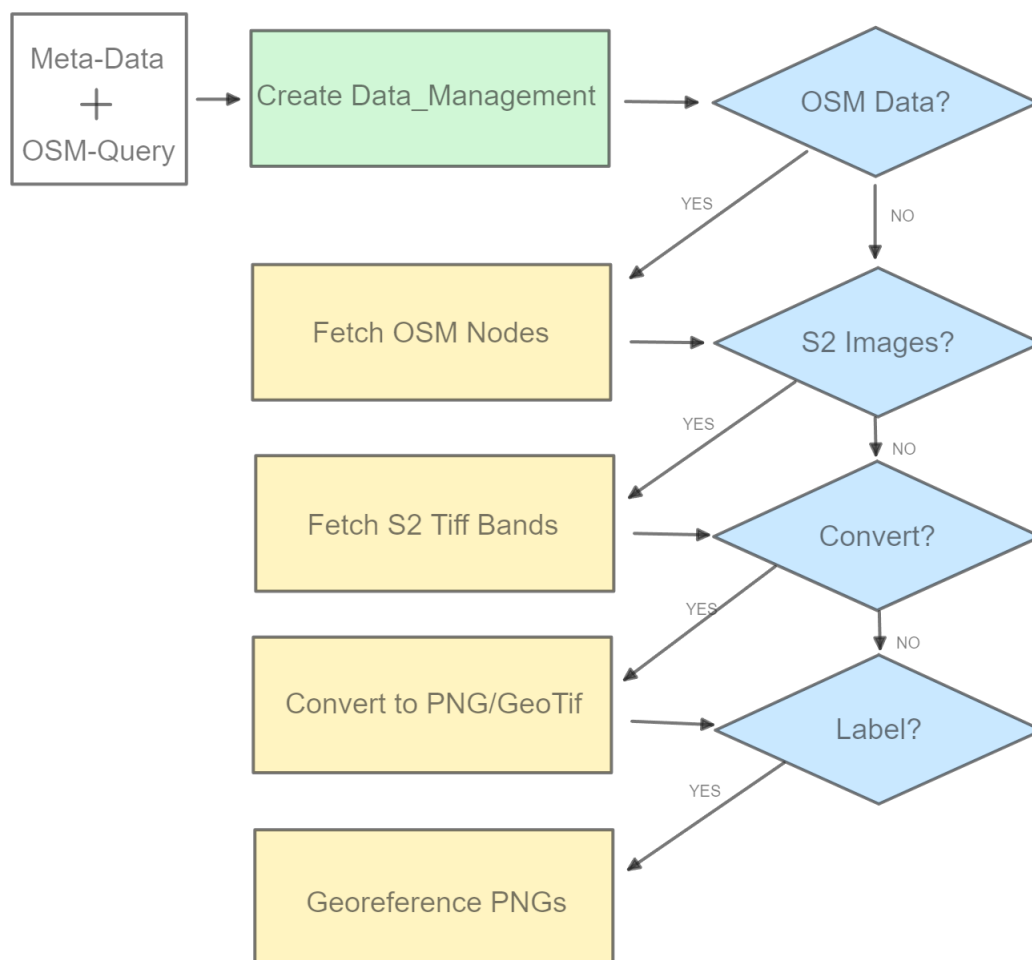 Meta-Data
+
OSM-Query
Create Data_Management
OSM Data?
YES
NO
Fetch OSM Nodes
S2 Images?
YES
NO
Fetch S2 Tiff Bands
Convert?
YES
NO
Convert to PNG/GeoTif
Label?
YES
Georeference PNGs